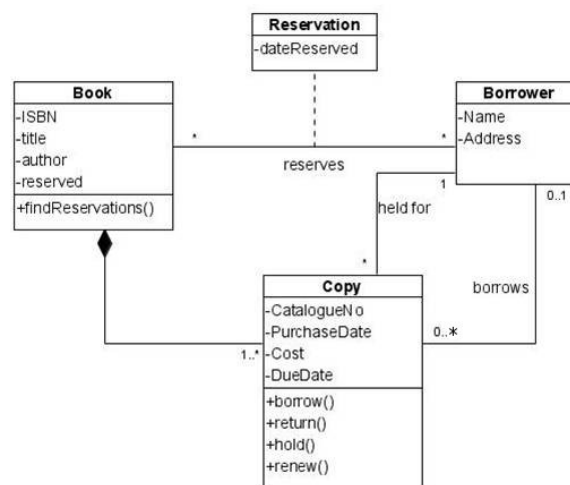 Reservation
-dateReserved
Book
-ISBN
-title
-author
-reserved
+findReservations()
*
*
reserves
Borrower
-Name
-Address
1
0..1
held for
*
borrows
Copy
-CatalogueNo
-PurchaseDate
-Cost
-DueDate
+borrow()
+return()
+hold()
+renew()
1..*
0..*